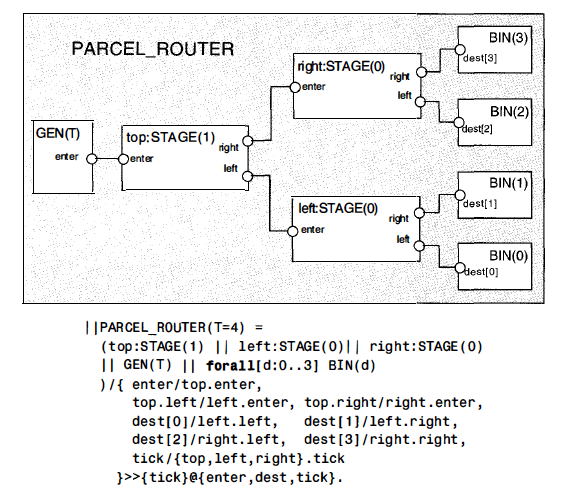 PARCEL_ROUTER
BIN(3)
dest[3]
right:STAGE(0)
enter
right
left
BIN(2)
dest[2]
GEN(T)
enter
top:STAGE(1)
enter
right
left
BIN(1)
dest[1]
left:STAGE(0)
enter
right
left
BIN(0)
dest[0]
||PARCEL_ROUTER(T=4) =
(top:STAGE(1) || left:STAGE(0)|| right:STAGE(0)
|| GEN(T) || forall[d:0..3] BIN(d)
)/{ enter/top.enter,
top.left/left.enter, top.right/right.enter,
dest[0]/left.left, dest[1]/left.right,
dest[2]/right.left, dest[3]/right.right,
tick/{top,left,right}.tick
}>>{tick}@{enter,dest,tick}.